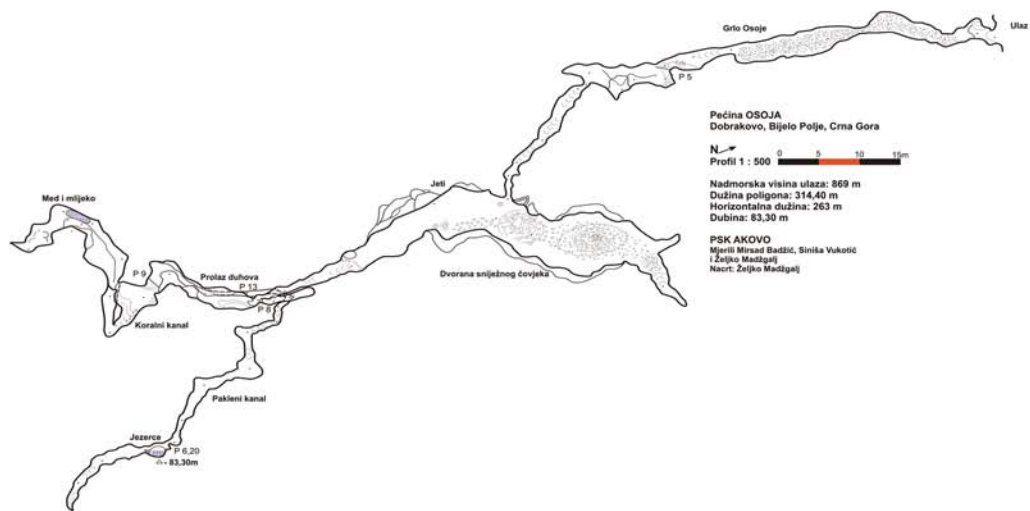 Ulaz
Grlo Osoje
P 5
Pećina OSOJA
Dobrakovo, Bijelo Polje, Crna Gora
N
Profil 1 : 500
0 5 10 15m
Nadmorska visina ulaza: 869 m
Dužina poligona: 314,40 m
Horizontalna dužina: 263 m
Dubina: 83,30 m
PSK AKOVO
Mjerili Mirsad Badžić, Siniša Vukotić
i Željko Madžgalj
Nacrt: Željko Madžgalj
Jeti
Med i mlijeko
Dvorana sniježnog čovjeka
P 9
Prolaz duhova
P 13
P 8
Koralni kanal
Pakleni kanal
Jezerce
P 6,20
- 83,30m